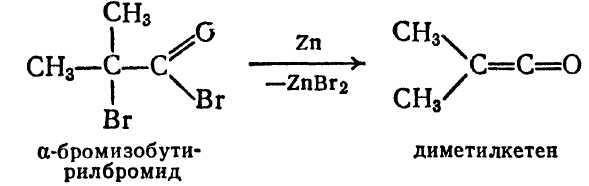 CH₃
CH₃—C—C
O
Br
Br
Zn
—ZnBr₂
CH₃
C=C=O
CH₃
α-бромизобути-
рилбромид
диметилкетен